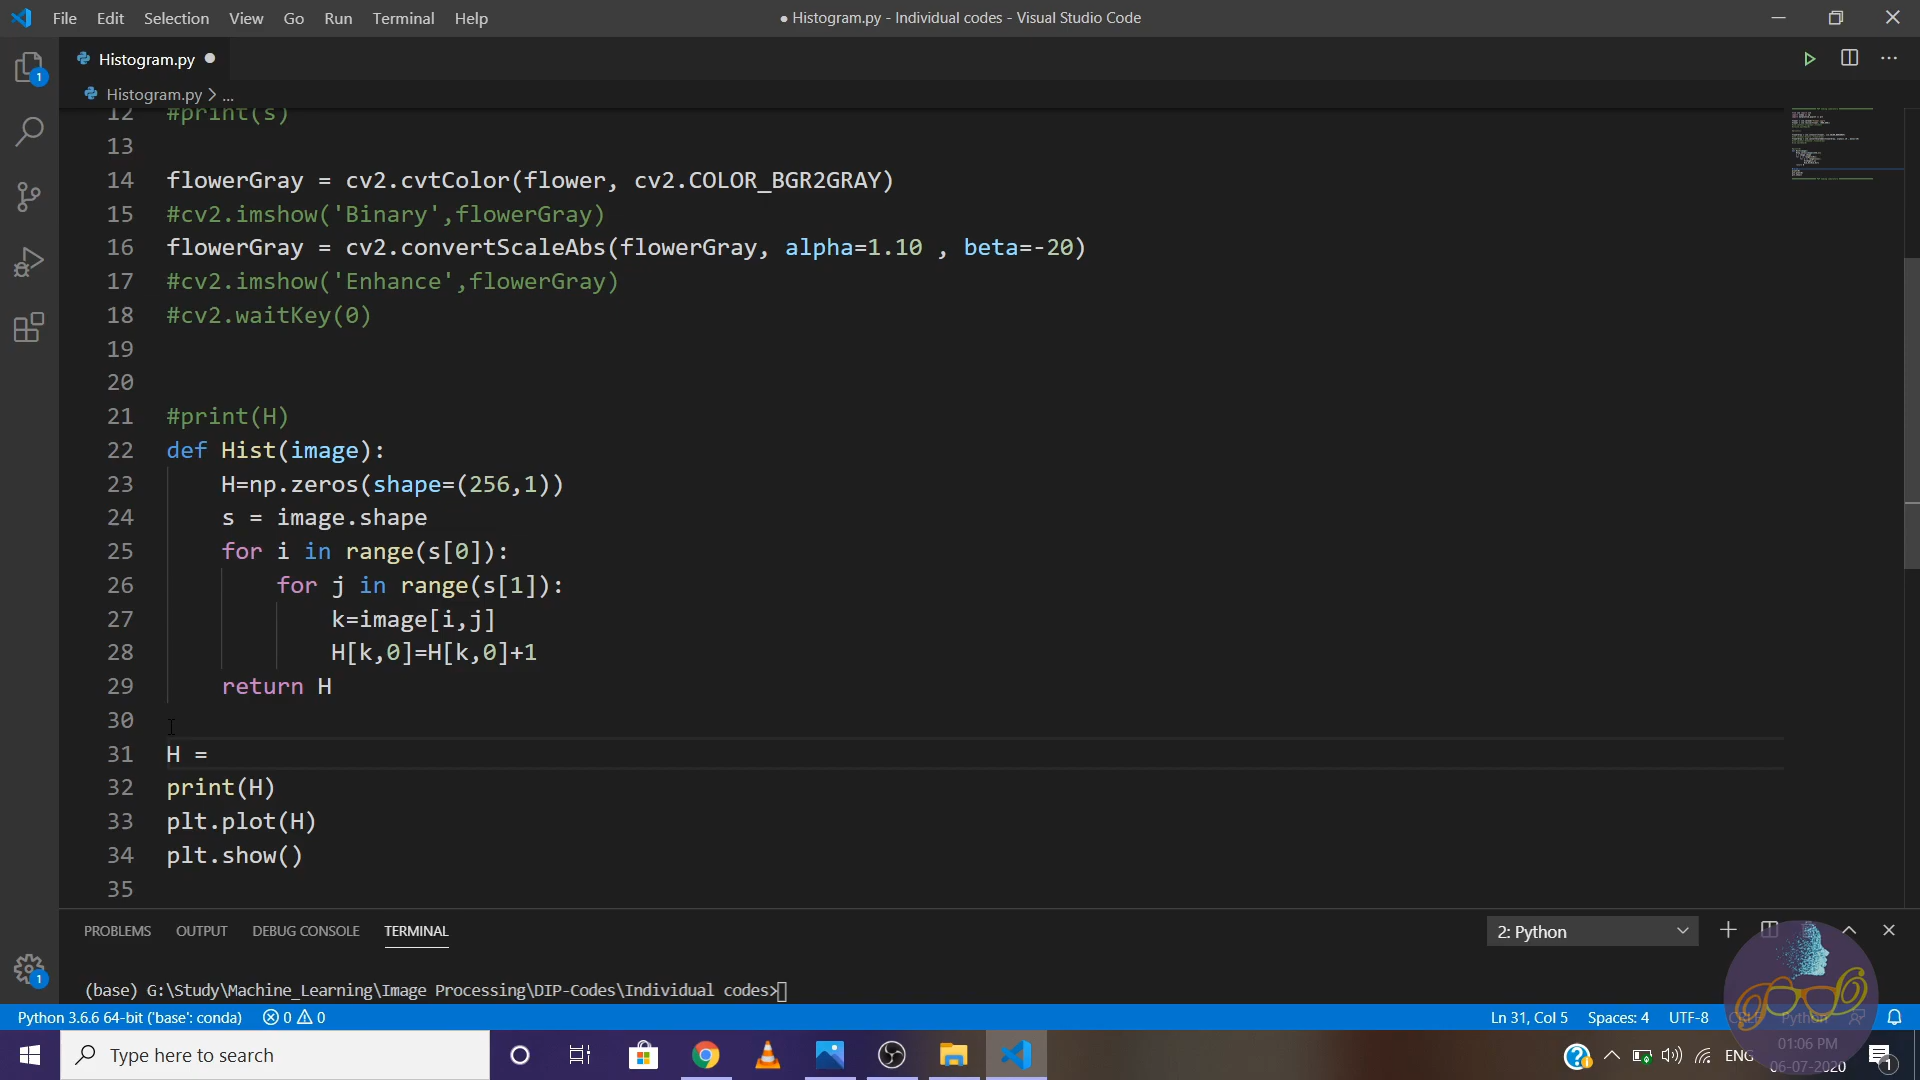 File Edit Selection View Go Run Terminal Help
● Histogram.py - Individual codes - Visual Studio Code
1
Histogram.py ●
Histogram.py > ...
12 #print(s)
13
14 flowerGray = cv2.cvtColor(flower, cv2.COLOR_BGR2GRAY)
15 #cv2.imshow('Binary',flowerGray)
16 flowerGray = cv2.convertScaleAbs(flowerGray, alpha=1.10 , beta=-20)
17 #cv2.imshow('Enhance',flowerGray)
18 #cv2.waitKey(0)
19
20
21 #print(H)
22 def Hist(image):
23 H=np.zeros(shape=(256,1))
24 s = image.shape
25 for i in range(s[0]):
26 for j in range(s[1]):
27 k=image[i,j]
28 H[k,0]=H[k,0]+1
29 return H
30
31 H =
32 print(H)
33 plt.plot(H)
34 plt.show()
35
PROBLEMS OUTPUT DEBUG CONSOLE TERMINAL
2: Python
1
(base) G:\Study\Machine_Learning\Image Processing\DIP-Codes\Individual codes>
Python 3.6.6 64-bit ('base': conda) 0 0
Ln 31, Col 5 Spaces: 4 UTF-8 CRLF Python
Type here to search
ENG
01:06 PM
06-07-2020
1